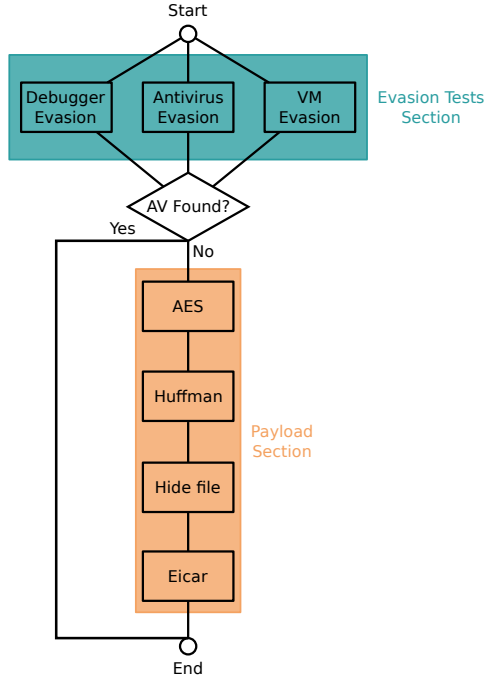 Start
Debugger
Evasion
Antivirus
Evasion
VM
Evasion
Evasion Tests
Section
AV Found?
Yes
No
AES
Huffman
Payload
Section
Hide file
Eicar
End